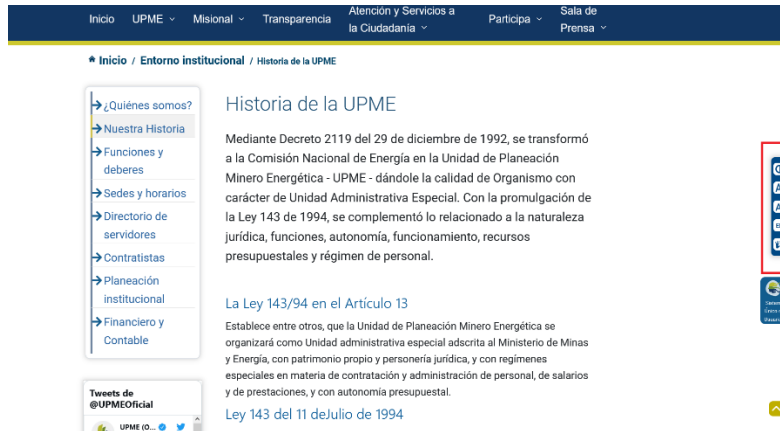 Inicio UPME Misional Transparencia Atención y Servicios a la Ciudadanía Participa Sala de Prensa
Inicio / Entorno institucional / Historia de la UPME
¿Quiénes somos?
Nuestra Historia
Funciones y
deberes
Sedes y horarios
Directorio de
servidores
Contratistas
Planeación
institucional
Financiero y
Contable
Tweets de
@UPMEOficial
UPME (O...
Historia de la UPME
Mediante Decreto 2119 del 29 de diciembre de 1992, se transformó
a la Comisión Nacional de Energía en la Unidad de Planeación
Minero Energética - UPME - dándole la calidad de Organismo con
carácter de Unidad Administrativa Especial. Con la promulgación de
la Ley 143 de 1994, se complementó lo relacionado a la naturaleza
jurídica, funciones, autonomía, funcionamiento, recursos
presupuestales y régimen de personal.
La Ley 143/94 en el Artículo 13
Establece entre otros, que la Unidad de Planeación Minero Energética se
organizará como Unidad administrativa especial adscrita al Ministerio de Minas
y Energía, con patrimonio propio y personería jurídica, y con regímenes
especiales en materia de contratación y administración de personal, de salarios
y de prestaciones, y con autonomía presupuestal.
Ley 143 del 11 deJulio de 1994